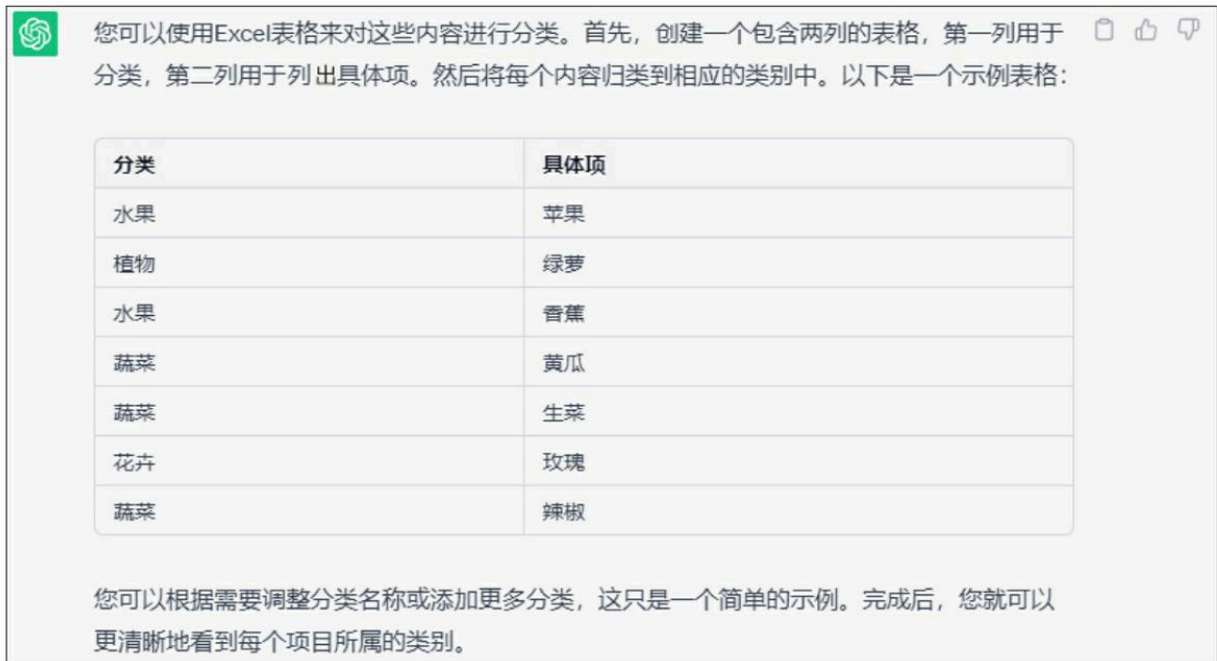 您可以使用Excel表格来对这些内容进行分类。首先，创建一个包含两列的表格，第一列用于
分类，第二列用于列出具体项。然后将每个内容归类到相应的类别中。以下是一个示例表格：
分类 具体项
水果 苹果
植物 绿萝
水果 香蕉
蔬菜 黄瓜
蔬菜 生菜
花卉 玫瑰
蔬菜 辣椒
您可以根据需要调整分类名称或添加更多分类，这只是一个简单的示例。完成后，您就可以
更清晰地看到每个项目所属的类别。